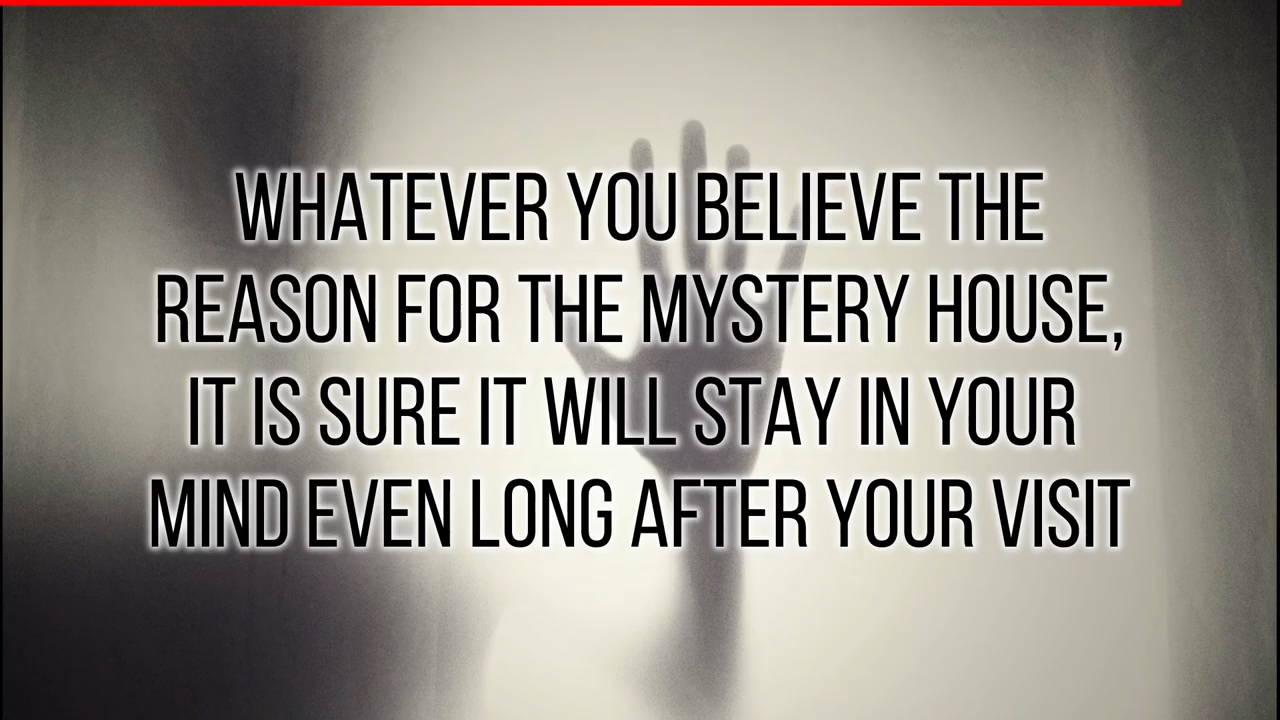 WHATEVER YOU BELIEVE THE
REASON FOR THE MYSTERY HOUSE,
IT IS SURE IT WILL STAY IN YOUR
MIND EVEN LONG AFTER YOUR VISIT